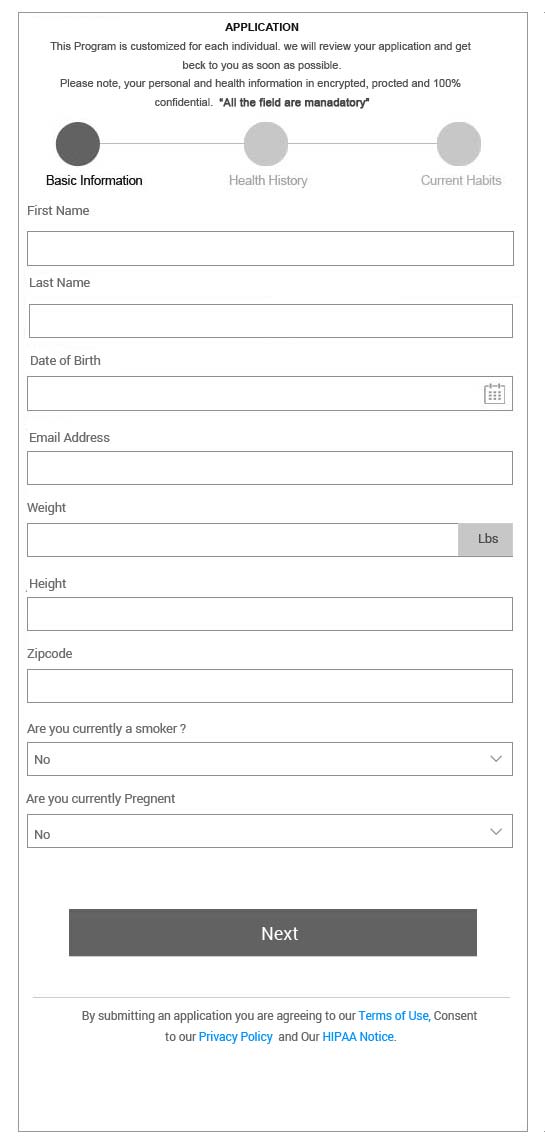 APPLICATION
This Program is customized for each individual. we will review your application and get
beck to you as soon as possible.
Please note, your personal and health information in encrypted, procted and 100%
confidential. "All the field are manadatory"
Basic Information Health History Current Habits
First Name
Last Name
Date of Birth
Email Address
Weight
Lbs
Height
Zipcode
Are you currently a smoker ?
No
Are you currently Pregnent
No
Next
By submitting an application you are agreeing to our Terms of Use, Consent
to our Privacy Policy and Our HIPAA Notice.